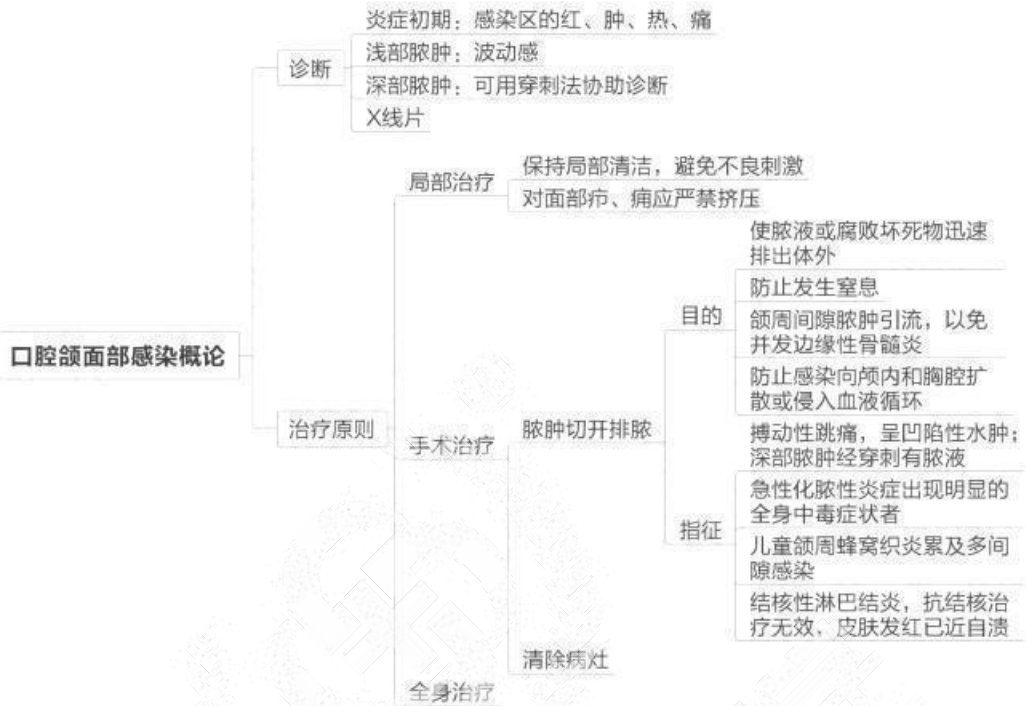 口腔颌面部感染概论
诊断
炎症初期：感染区的红、肿、热、痛
浅部脓肿：波动感
深部脓肿：可用穿刺法协助诊断
X线片
治疗原则
局部治疗
保持局部清洁，避免不良刺激
对面部疖、痈应严禁挤压
手术治疗
脓肿切开排脓
目的
使脓液或腐败坏死物迅速
排出体外
防止发生窒息
颌周间隙脓肿引流，以免
并发边缘性骨髓炎
防止感染向颅内和胸腔扩
散或侵入血液循环
指征
搏动性跳痛，呈凹陷性水肿；
深部脓肿经穿刺有脓液
急性化脓性炎症出现明显的
全身中毒症状者
儿童颌周蜂窝织炎累及多间
隙感染
结核性淋巴结炎，抗结核治
疗无效，皮肤发红已近自溃
清除病灶
全身治疗